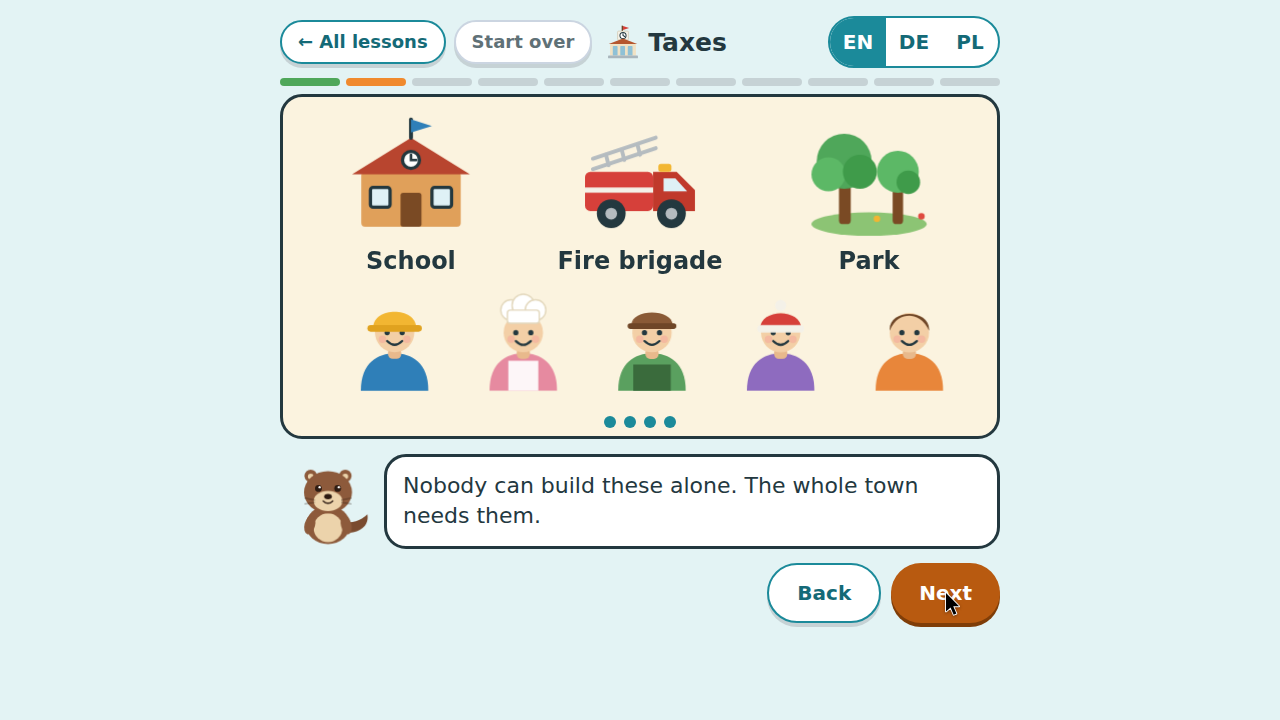 ← All lessons
Start over
Taxes
EN DE PL
School Fire brigade Park
Nobody can build these alone. The whole town
needs them.
Back Next